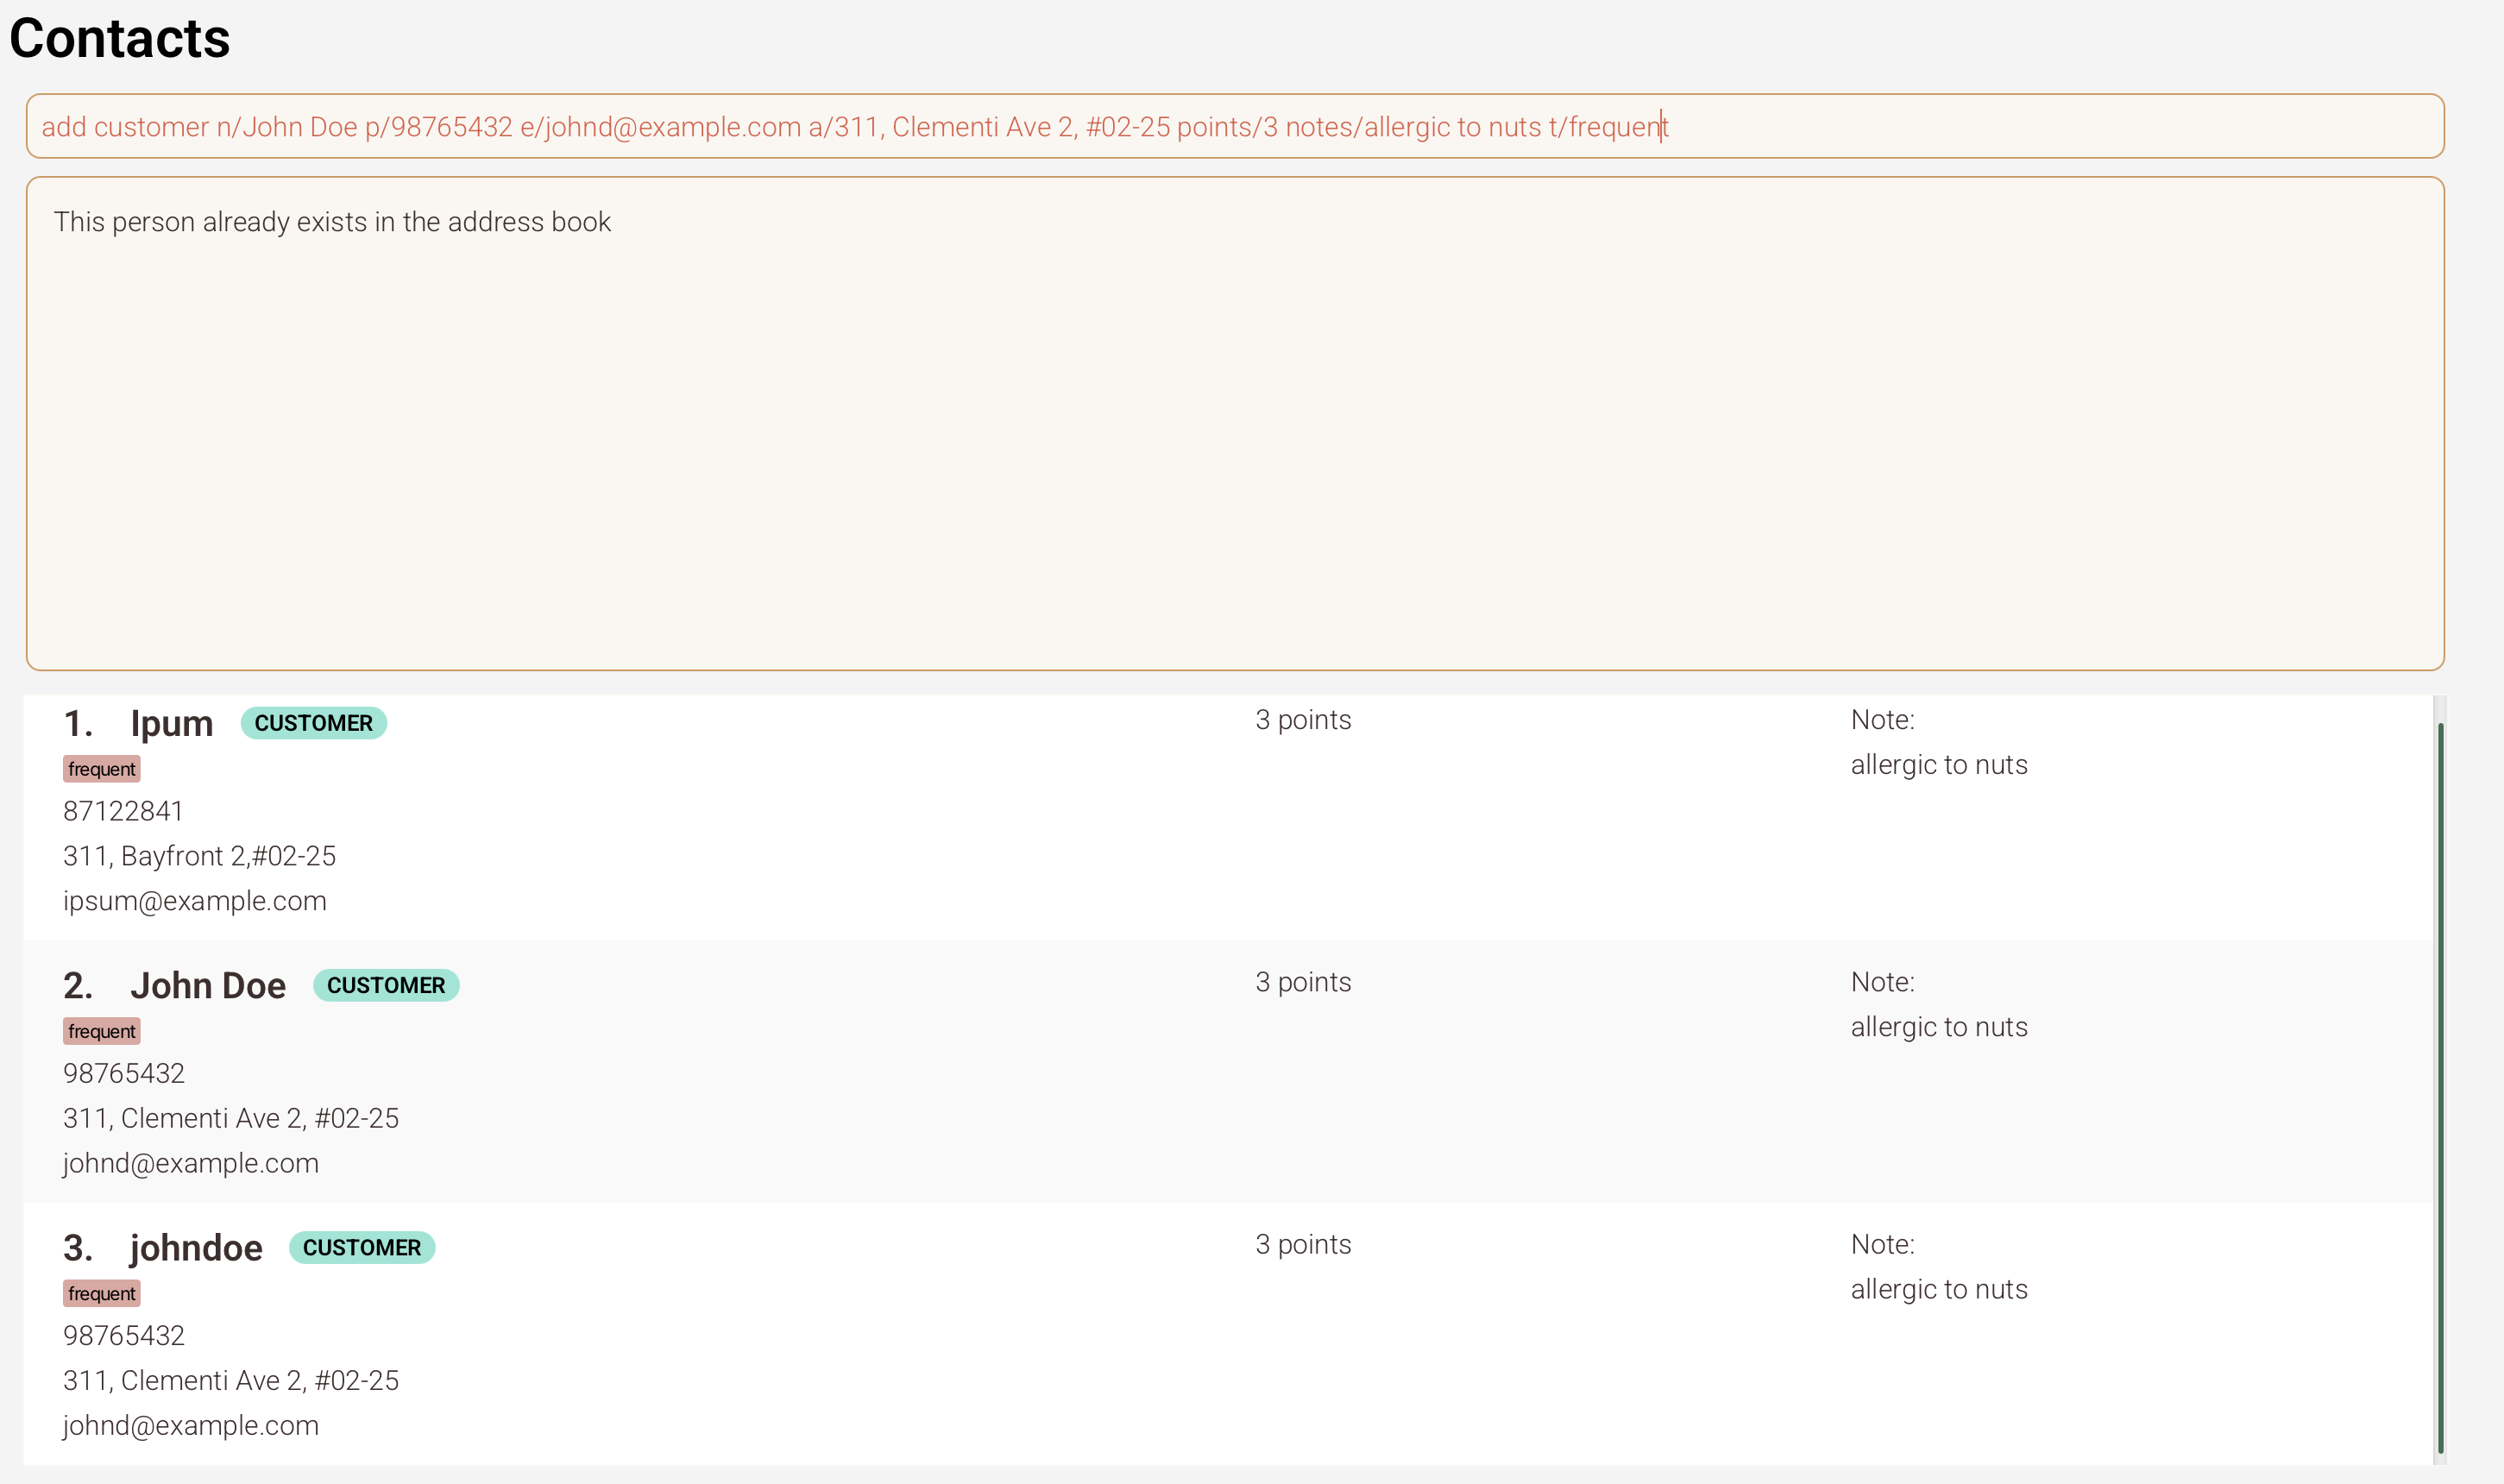 Contacts
add customer n/John Doe p/98765432 e/johnd@example.com a/311, Clementi Ave 2, #02-25 points/3 notes/allergic to nuts t/frequent
This person already exists in the address book
1. Ipum CUSTOMER 3 points Note:
frequent allergic to nuts
87122841
311, Bayfront 2,#02-25
ipsum@example.com
2. John Doe CUSTOMER 3 points Note:
frequent allergic to nuts
98765432
311, Clementi Ave 2, #02-25
johnd@example.com
3. johndoe CUSTOMER 3 points Note:
frequent allergic to nuts
98765432
311, Clementi Ave 2, #02-25
johnd@example.com